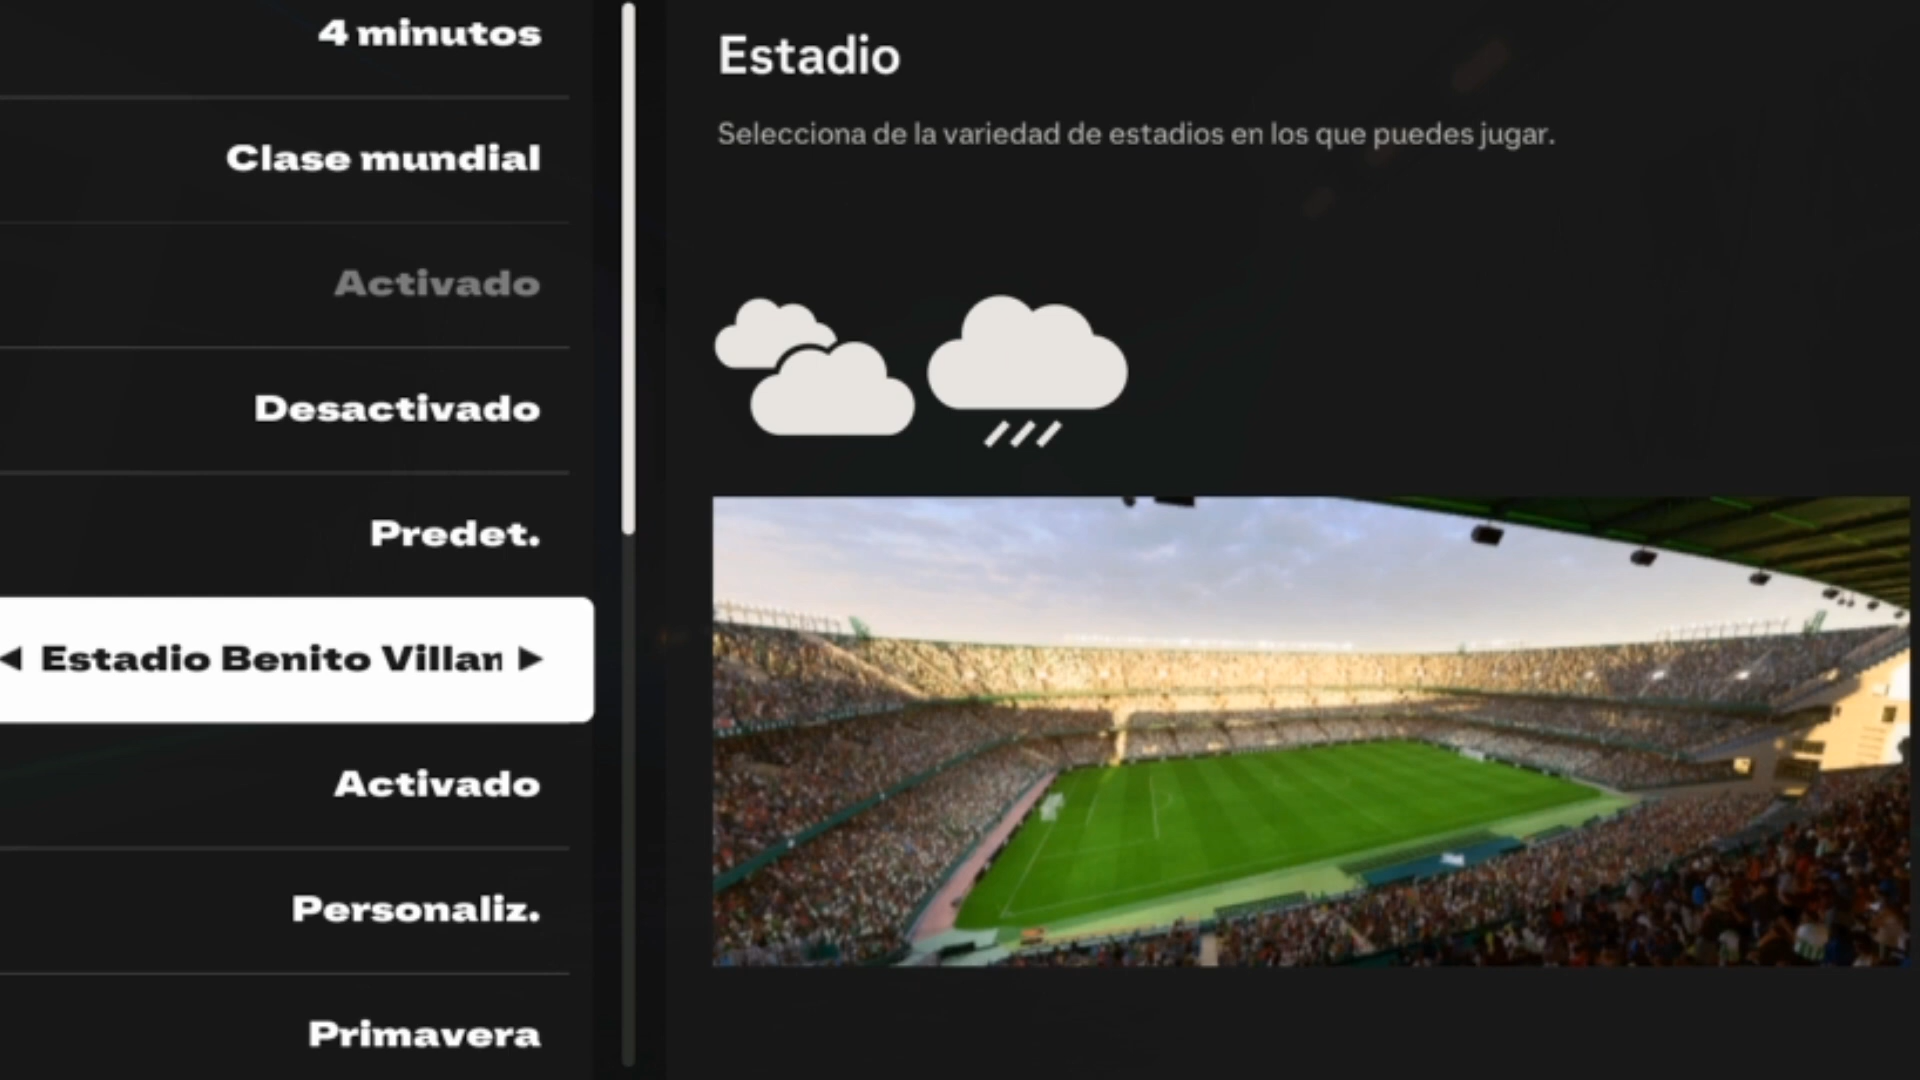 4 minutos
Clase mundial
Activado
Desactivado
Predet.
Estadio Benito Villan
Activado
Personaliz.
Primavera
Estadio
Selecciona de la variedad de estadios en los que puedes jugar.